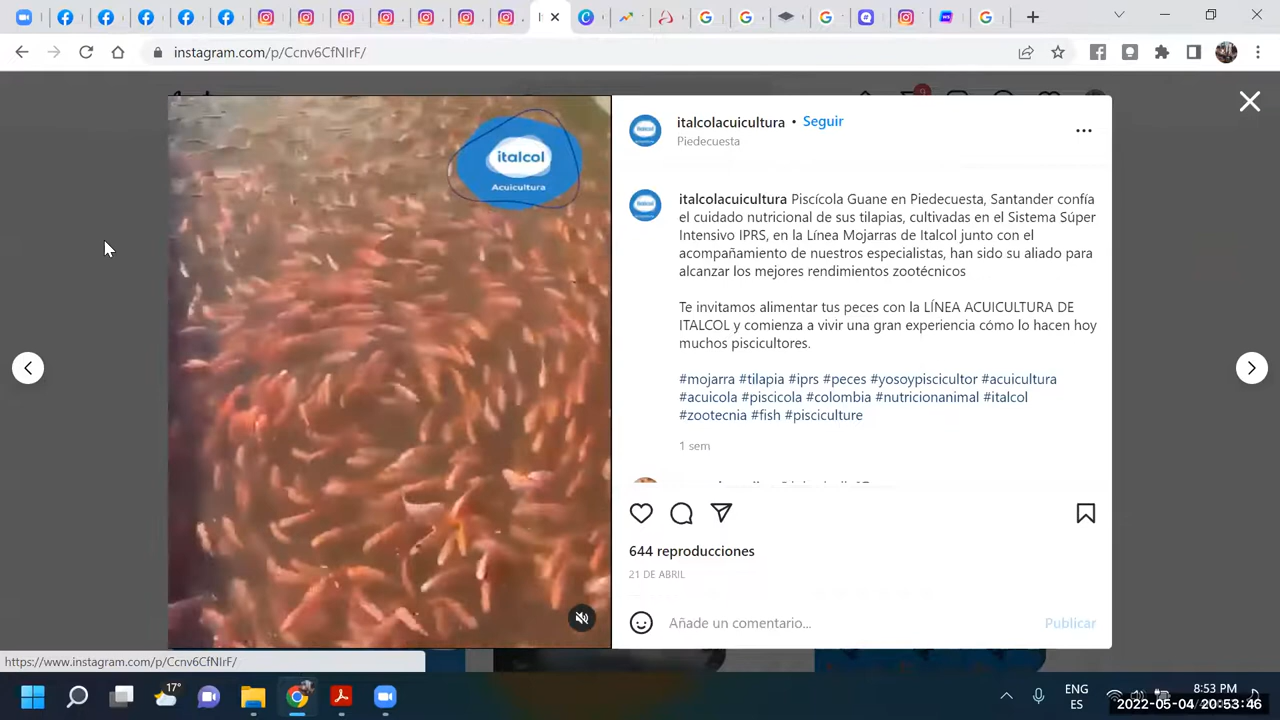 instagram.com/p/Ccnv6CfNIrF/
italcol
Acuicultura
italcolacuicultura • Seguir
Piedecuesta
italcolacuicultura Piscícola Guane en Piedecuesta, Santander confía
el cuidado nutricional de sus tilapias, cultivadas en el Sistema Súper
Intensivo IPRS, en la Línea Mojarras de Italcol junto con el
acompañamiento de nuestros especialistas, han sido su aliado para
alcanzar los mejores rendimientos zootécnicos
Te invitamos alimentar tus peces con la LÍNEA ACUICULTURA DE
ITALCOL y comienza a vivir una gran experiencia cómo lo hacen hoy
muchos piscicultores.
#mojarra #tilapia #iprs #peces #yosoypiscicultor #acuicultura
#acuicola #piscicola #colombia #nutricionanimal #italcol
#zootecnia #fish #pisciculture
1 sem
644 reproducciones
21 DE ABRIL
Añade un comentario...
Publicar
https://www.instagram.com/p/Ccnv6CfNIrF/
17°
ENG
ES
8:53 PM
2022-05-04 20:53:46